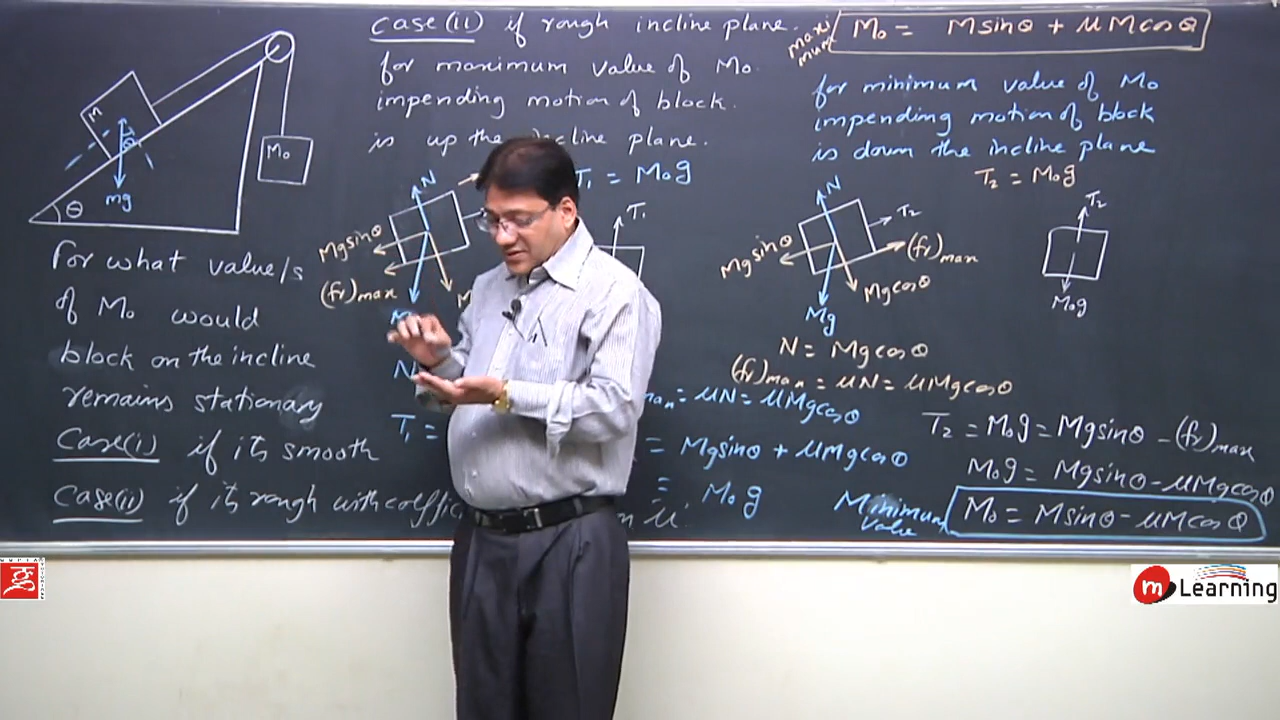 M
mg
θ
M₀
For what value/s
of M₀ would
block on the incline
remains stationary
Case(i) if its smooth
Case(ii) if its rough with coeffic
n μ.
Case(ii) if rough incline plane.
for maximum value of M₀.
impending motion of block.
is up the incline plane.
N
T₁ = M₀g
T₁
Mgsinθ
(fr)max
N
= μN = μMgcosθ
T₁ =
= Mgsinθ + μMgcosθ
= M₀g
maximum M₀ = Msinθ + μMcosθ
for minimum value of M₀
impending motion of block
is down the incline plane
T₂ = M₀g
N
T₂
(fr)max
Mgsinθ
Mgcosθ
Mg
T₂
M₀g
N = Mgcosθ
(fr)max = μN = μMgcosθ
T₂ = M₀g = Mgsinθ - (fr)max
M₀g = Mgsinθ - μMgcosθ
Minimum value M₀ = Msinθ - μMcosθ
m Learning